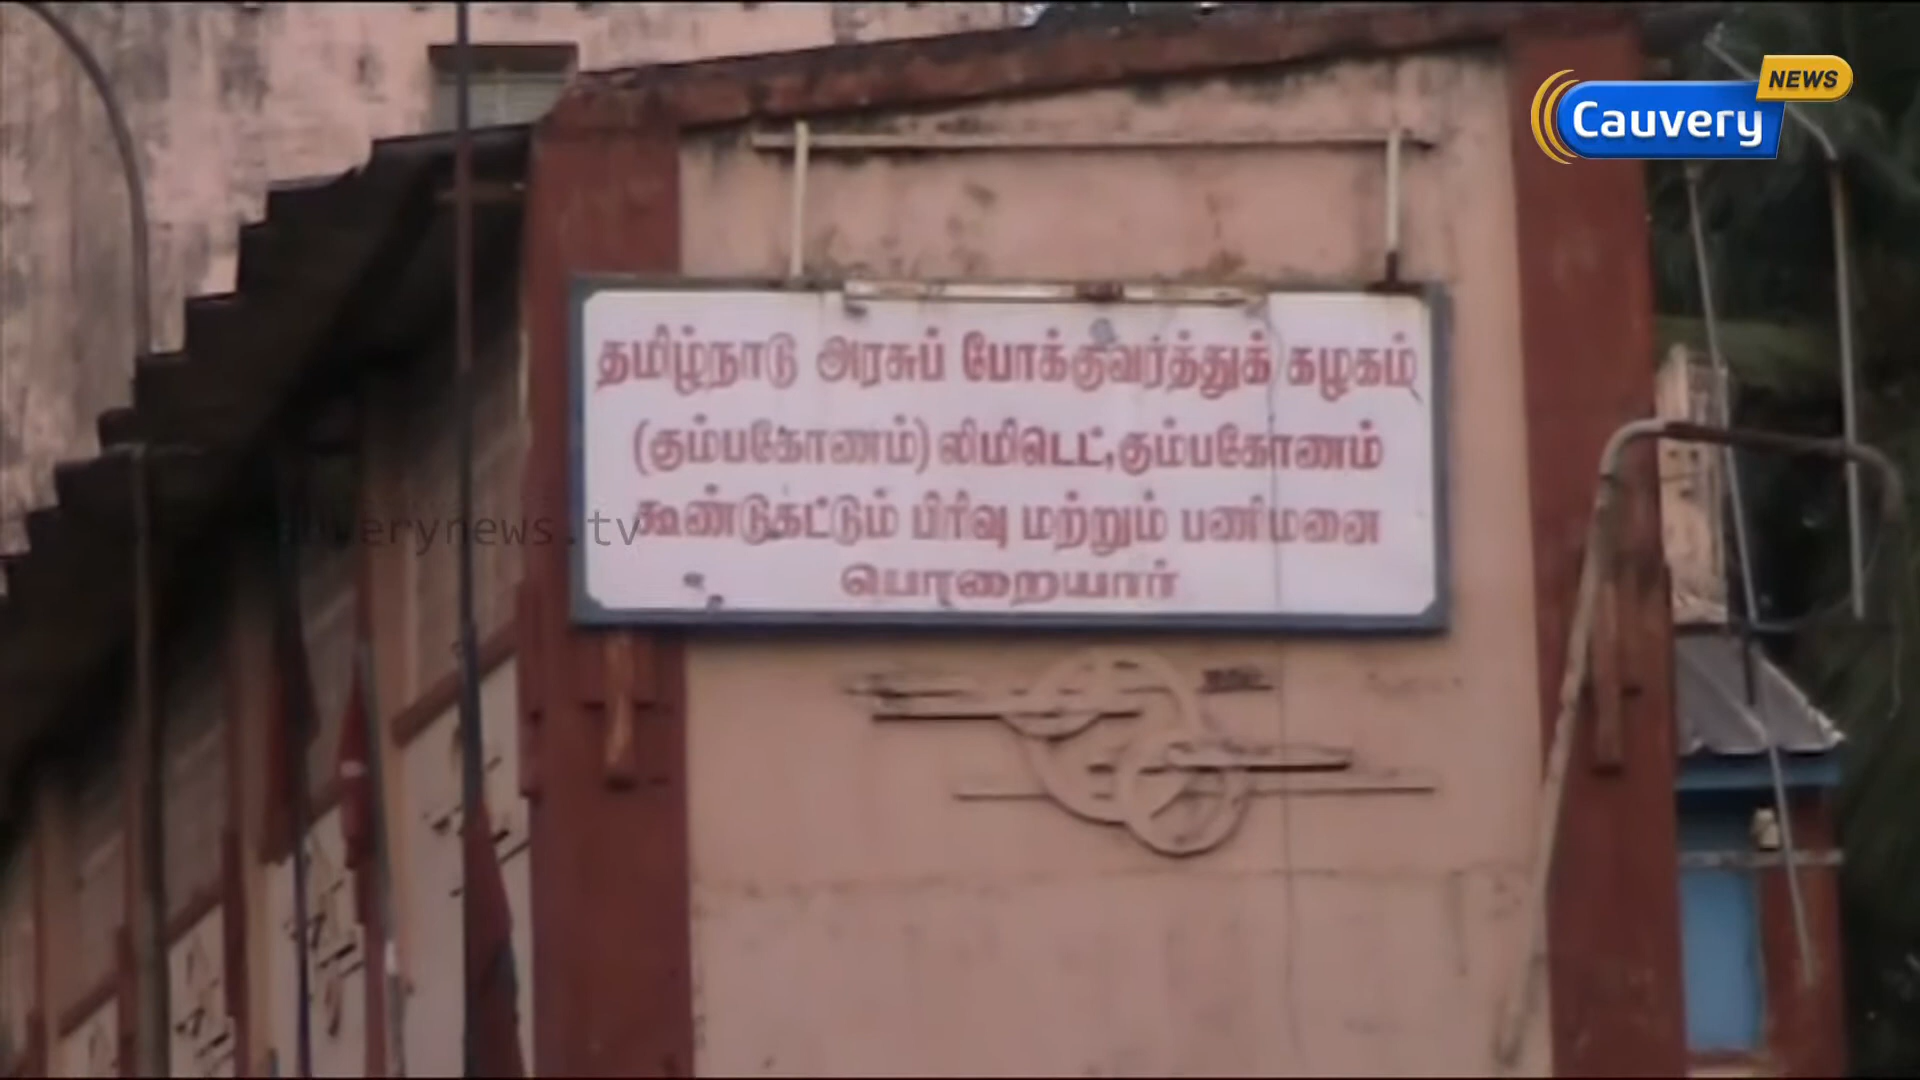 Cauvery NEWS
தமிழ்நாடு அரசுப் போக்குவரத்துக் கழகம்
(கும்பகோணம்) லிமிடெட், கும்பகோணம்
கூண்டுகட்டும் பிரிவு மற்றும் பணிமனை
பொறையார்
cauverynews.tv